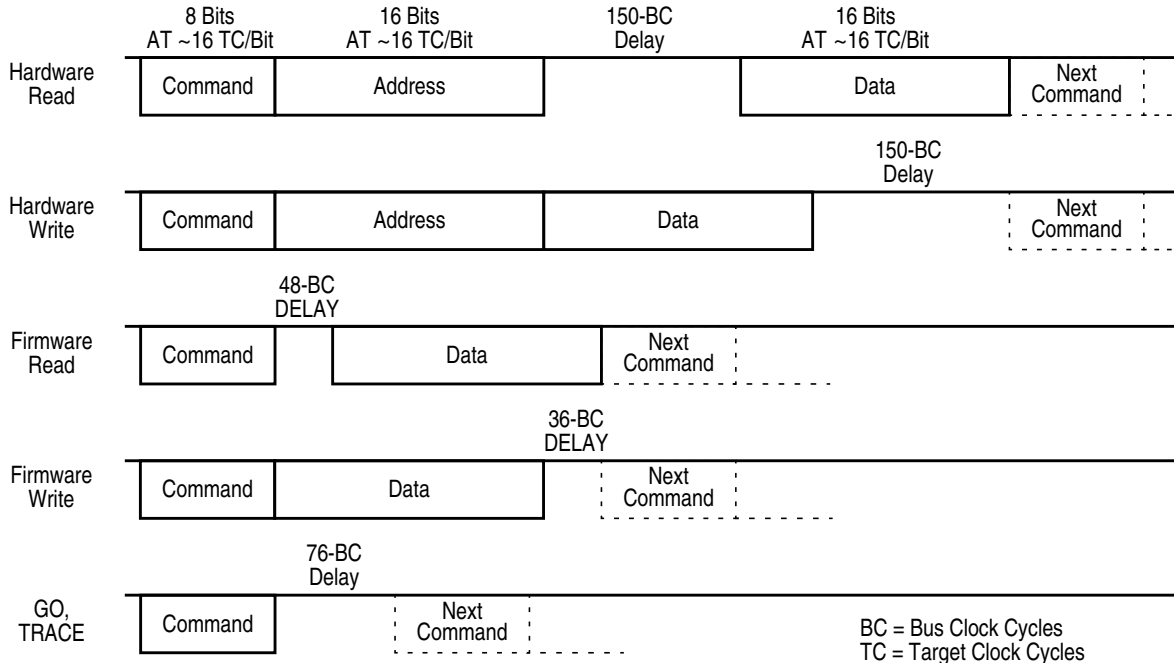 8 Bits
AT ~16 TC/Bit
16 Bits
AT ~16 TC/Bit
150-BC
Delay
16 Bits
AT ~16 TC/Bit
Hardware
Read
Command
Address
Data
Next
Command
150-BC
Delay
Hardware
Write
Command
Address
Data
Next
Command
48-BC
DELAY
Firmware
Read
Command
Data
Next
Command
36-BC
DELAY
Firmware
Write
Command
Data
Next
Command
76-BC
Delay
GO,
TRACE
Command
Next
Command
BC = Bus Clock Cycles
TC = Target Clock Cycles